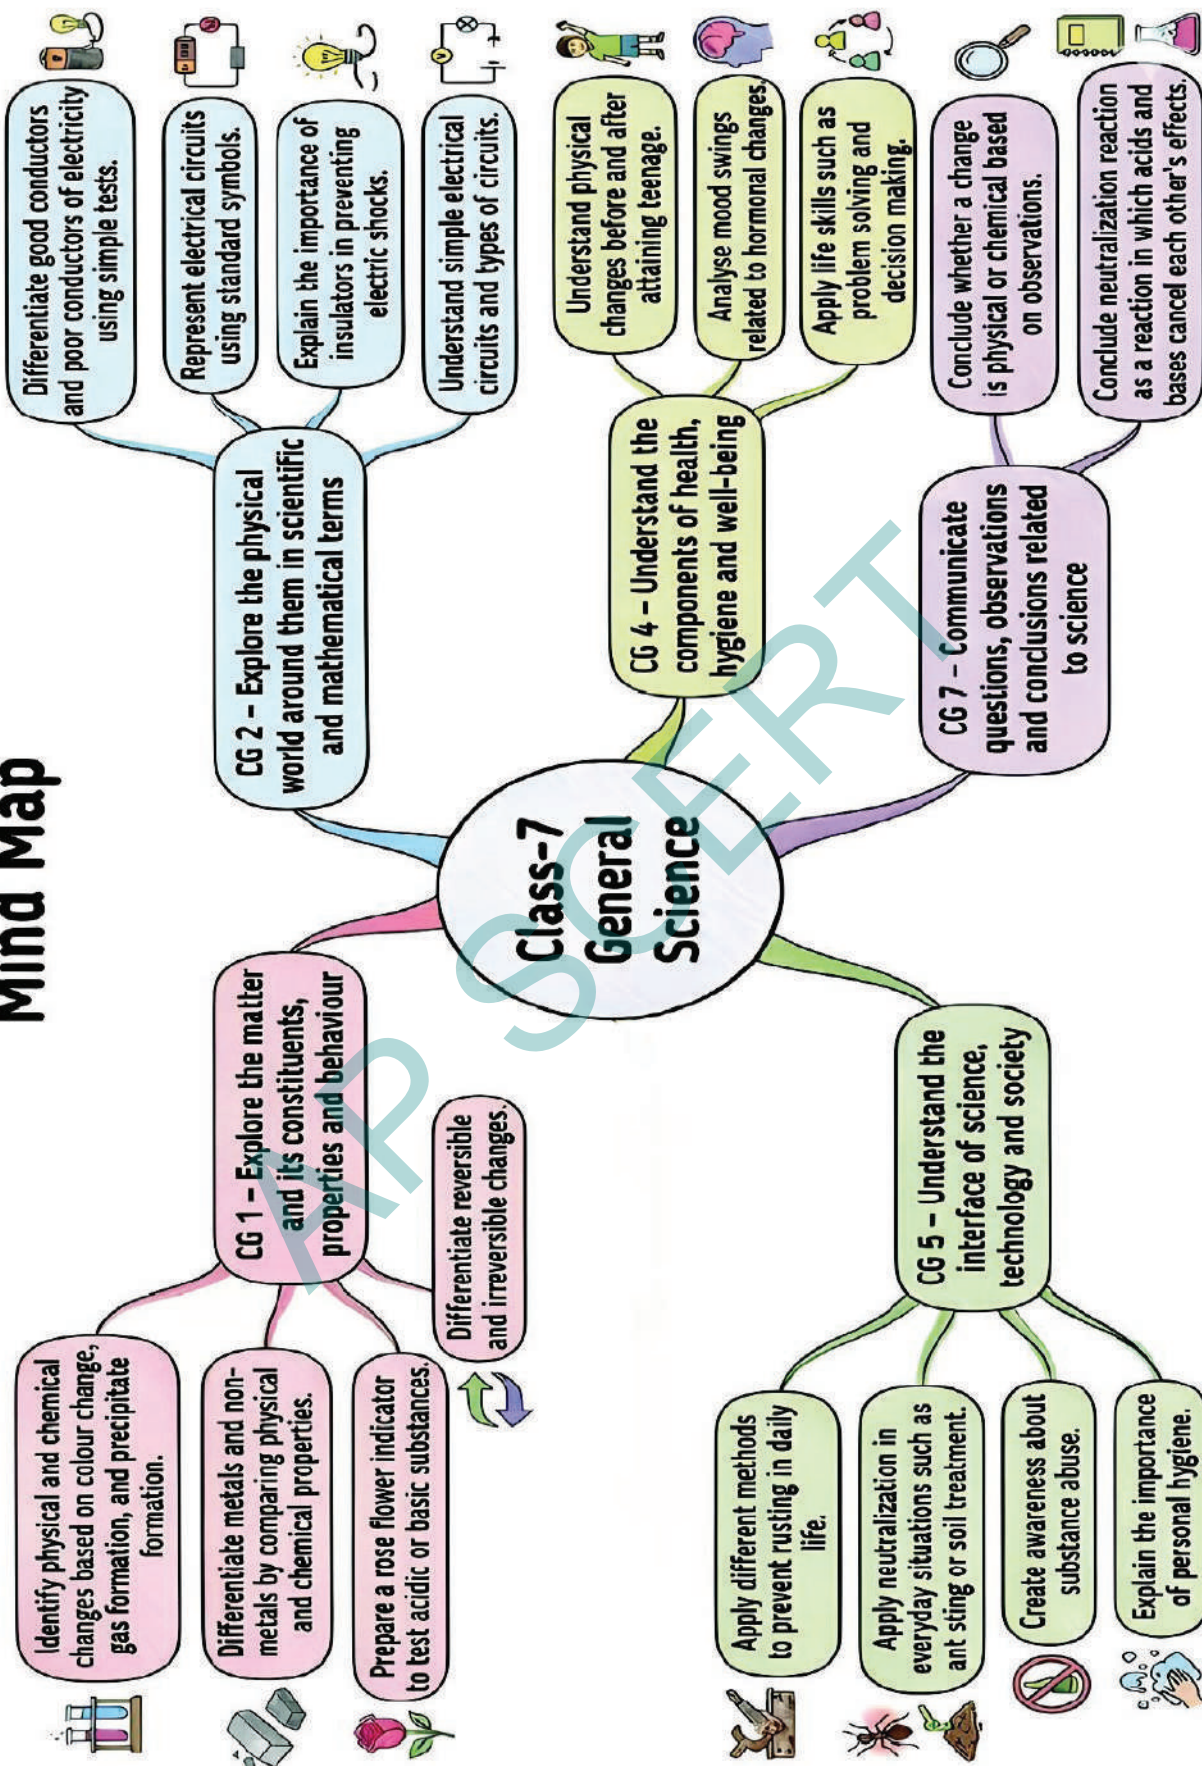 Mind Map
Class-7
General
Science
CG 1 – Explore the matter
and its constituents,
properties and behaviour
Identify physical and chemical
changes based on colour change,
gas formation, and precipitate
formation.
Differentiate metals and non-
metals by comparing physical
and chemical properties.
Prepare a rose flower indicator
to test acidic or basic substances.
Differentiate reversible
and irreversible changes.
CG 2 – Explore the physical
world around them in scientific
and mathematical terms
Differentiate good conductors
and poor conductors of electricity
using simple tests.
Represent electrical circuits
using standard symbols.
Explain the importance of
insulators in preventing
electric shocks.
Understand simple electrical
circuits and types of circuits.
V
CG 4 – Understand the
components of health,
hygiene and well-being
Understand physical
changes before and after
attaining teenage.
Analyse mood swings
related to hormonal changes.
Apply life skills such as
problem solving and
decision making.
CG 5 – Understand the
interface of science,
technology and society
Apply different methods
to prevent rusting in daily
life.
Apply neutralization in
everyday situations such as
ant sting or soil treatment.
Create awareness about
substance abuse.
Explain the importance
of personal hygiene.
CG 7 – Communicate
questions, observations
and conclusions related
to science
Conclude whether a change
is physical or chemical based
on observations.
Conclude neutralization reaction
as a reaction in which acids and
bases cancel each other's effects.
AP SCERT